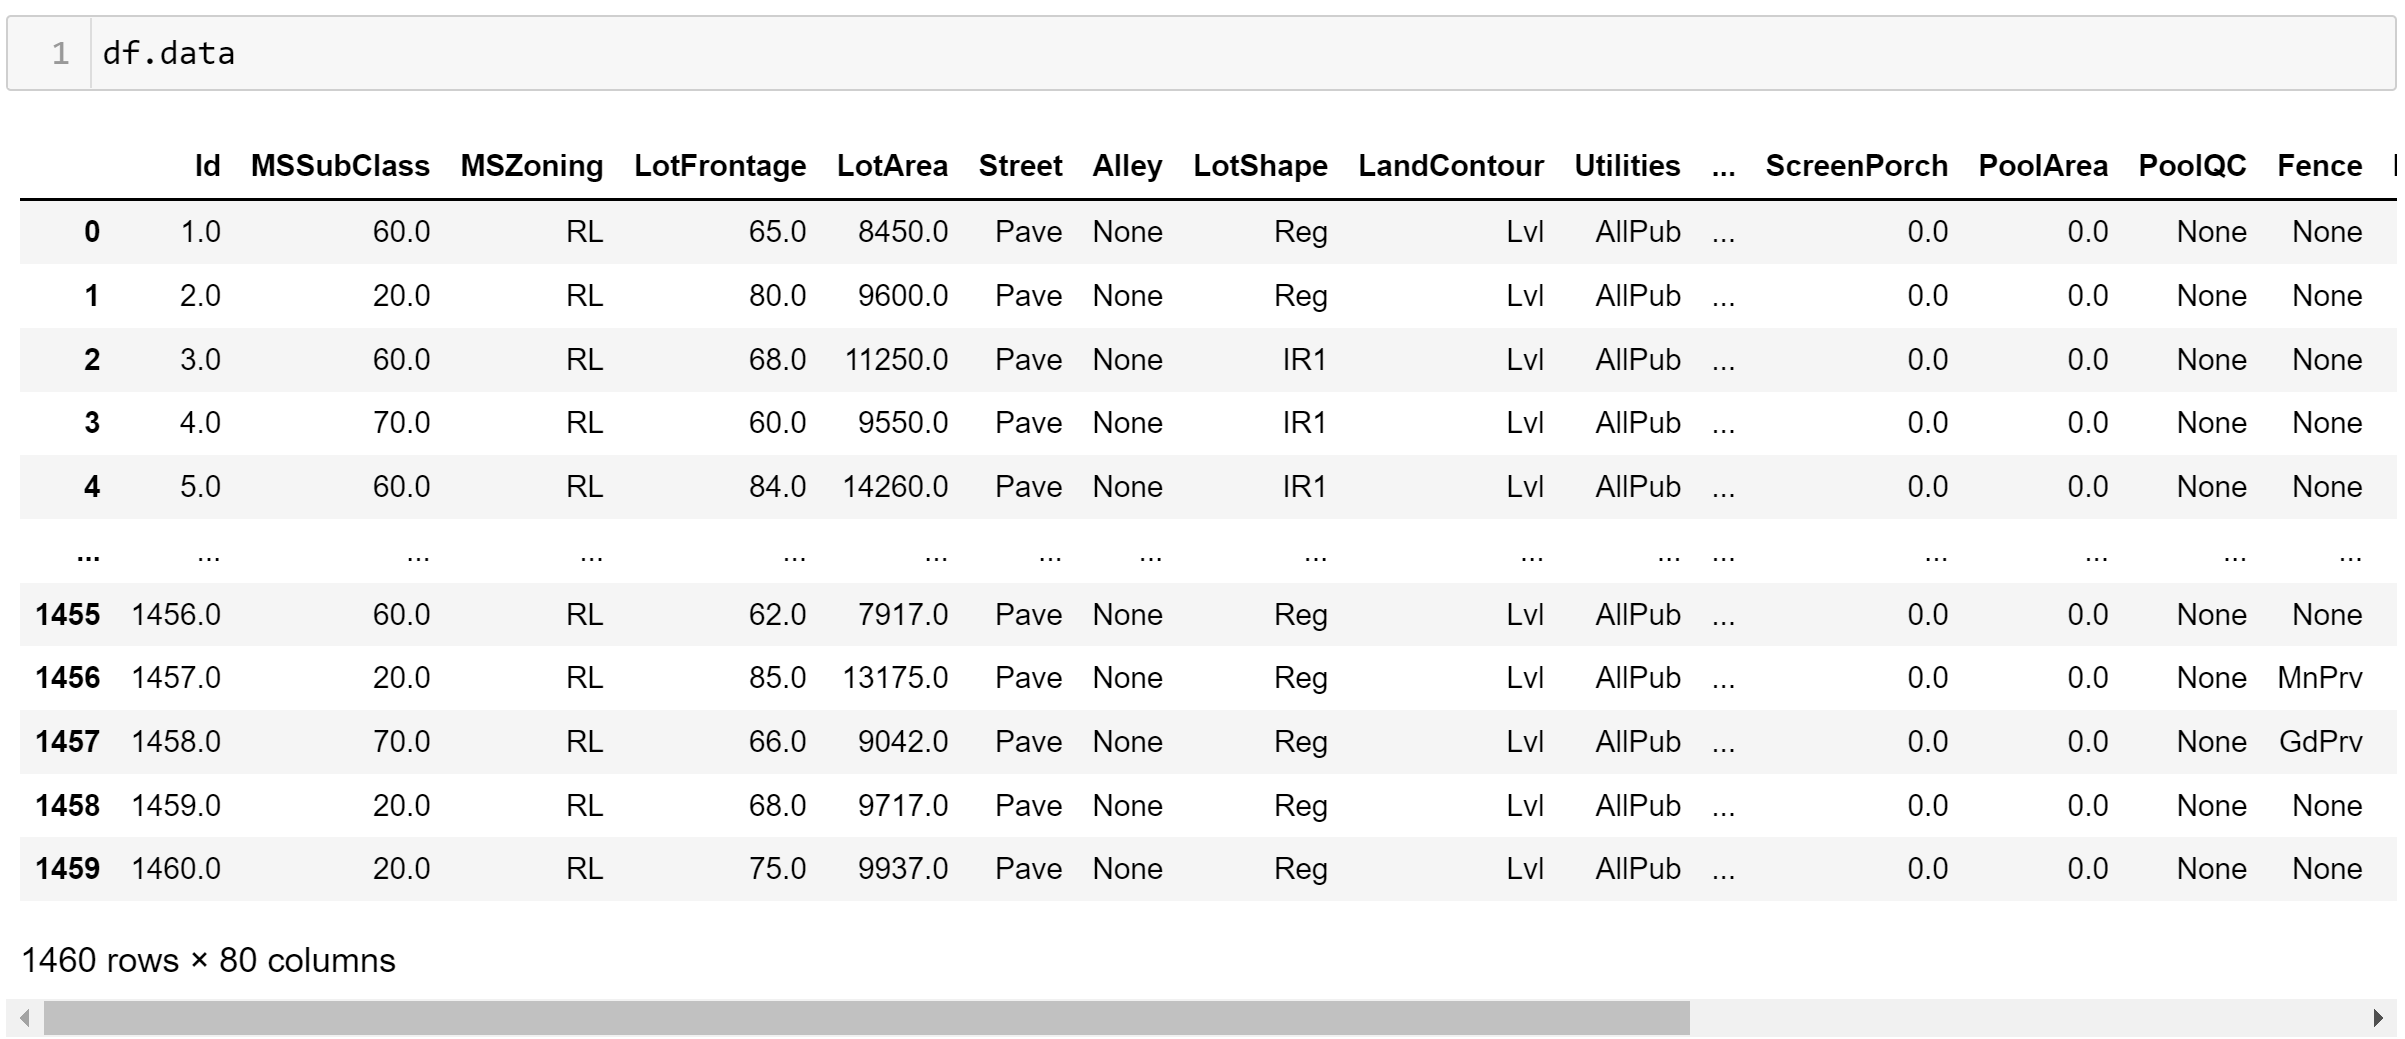 1 df.data
Id MSSubClass MSZoning LotFrontage LotArea Street Alley LotShape LandContour Utilities ... ScreenPorch PoolArea PoolQC Fence
0 1.0 60.0 RL 65.0 8450.0 Pave None Reg Lvl AllPub ... 0.0 0.0 None None
1 2.0 20.0 RL 80.0 9600.0 Pave None Reg Lvl AllPub ... 0.0 0.0 None None
2 3.0 60.0 RL 68.0 11250.0 Pave None IR1 Lvl AllPub ... 0.0 0.0 None None
3 4.0 70.0 RL 60.0 9550.0 Pave None IR1 Lvl AllPub ... 0.0 0.0 None None
4 5.0 60.0 RL 84.0 14260.0 Pave None IR1 Lvl AllPub ... 0.0 0.0 None None
... ... ... ... ... ... ... ... ... ... ... ... ... ... ... ...
1455 1456.0 60.0 RL 62.0 7917.0 Pave None Reg Lvl AllPub ... 0.0 0.0 None None
1456 1457.0 20.0 RL 85.0 13175.0 Pave None Reg Lvl AllPub ... 0.0 0.0 None MnPrv
1457 1458.0 70.0 RL 66.0 9042.0 Pave None Reg Lvl AllPub ... 0.0 0.0 None GdPrv
1458 1459.0 20.0 RL 68.0 9717.0 Pave None Reg Lvl AllPub ... 0.0 0.0 None None
1459 1460.0 20.0 RL 75.0 9937.0 Pave None Reg Lvl AllPub ... 0.0 0.0 None None
1460 rows × 80 columns